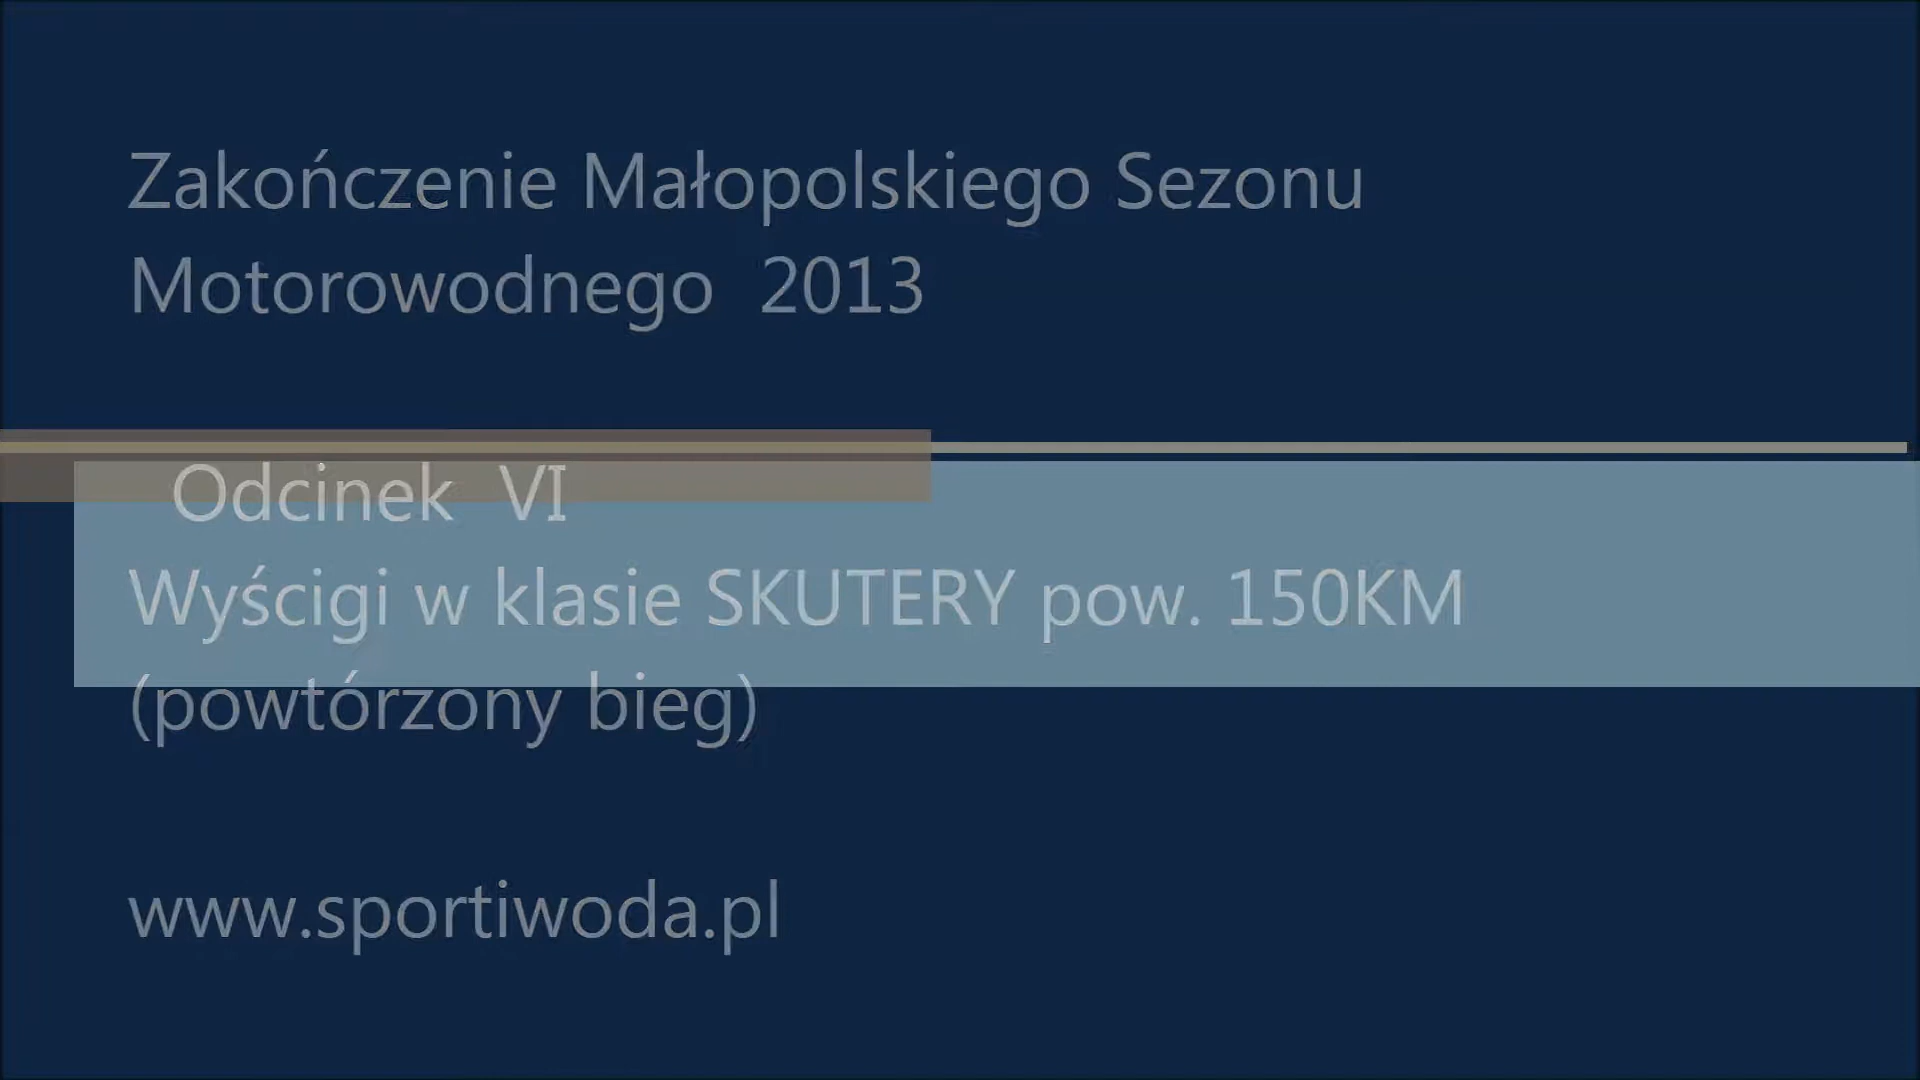 Zakończenie Małopolskiego Sezonu
Motorowodnego 2013
Odcinek VI
Wyścigi w klasie SKUTERY pow. 150KM
(powtórzony bieg)
www.sportiwoda.pl